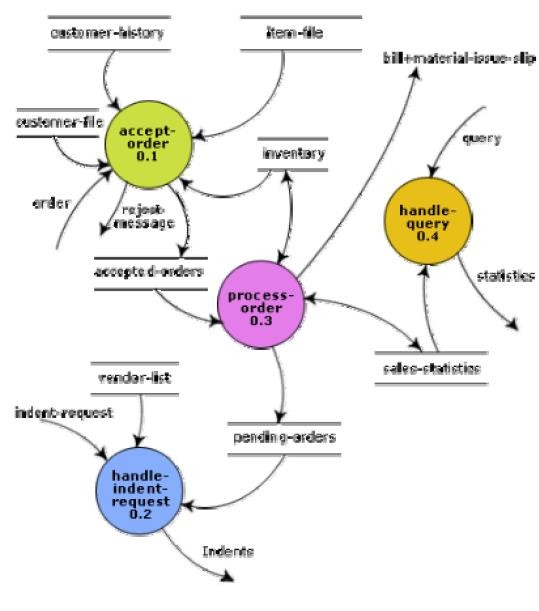 customer-history
item-file
bill+material-issue-slip
customer-file
accept-
order
0.1
query
inventory
order
reject-
message
handle-
query
0.4
accepted-orders
statistics
process-
order
0.3
vendor-list
sales-statistics
indent-request
pending-orders
handle-
indent-
request
0.2
Indents